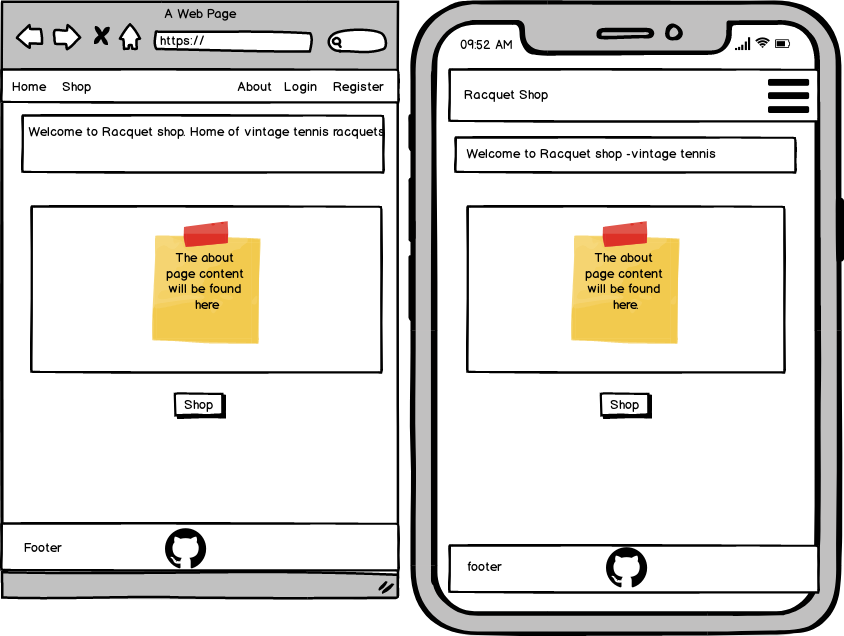 A Web Page
https://
Home Shop About Login Register
Welcome to Racquet shop. Home of vintage tennis racquets
The about
page content
will be found
here
Shop
Footer
09:52 AM
Racquet Shop
Welcome to Racquet shop -vintage tennis
The about
page content
will be found
here.
Shop
footer